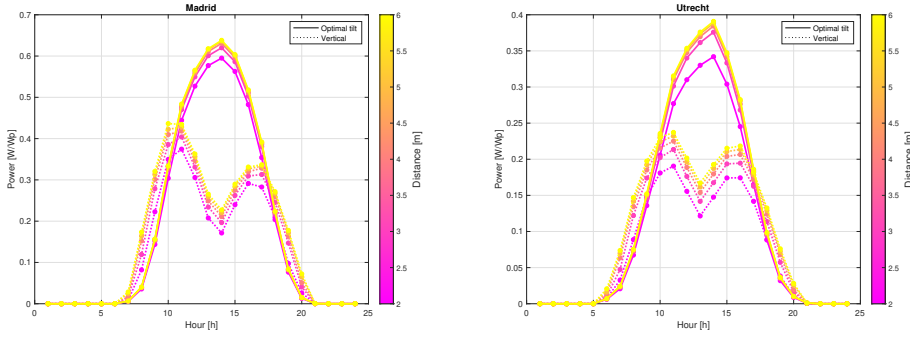 Madrid
Optimal tilt
Vertical
Power [W/Wp]
0.7
0.6
0.5
0.4
0.3
0.2
0.1
0
0 5 10 15 20 25
Hour [h]
6
5.5
5
4.5
4
3.5
3
2.5
2
Distance [m]
Utrecht
Optimal tilt
Vertical
Power [W/Wp]
0.4
0.35
0.3
0.25
0.2
0.15
0.1
0.05
0
0 5 10 15 20 25
Hour [h]
6
5.5
5
4.5
4
3.5
3
2.5
2
Distance [m]